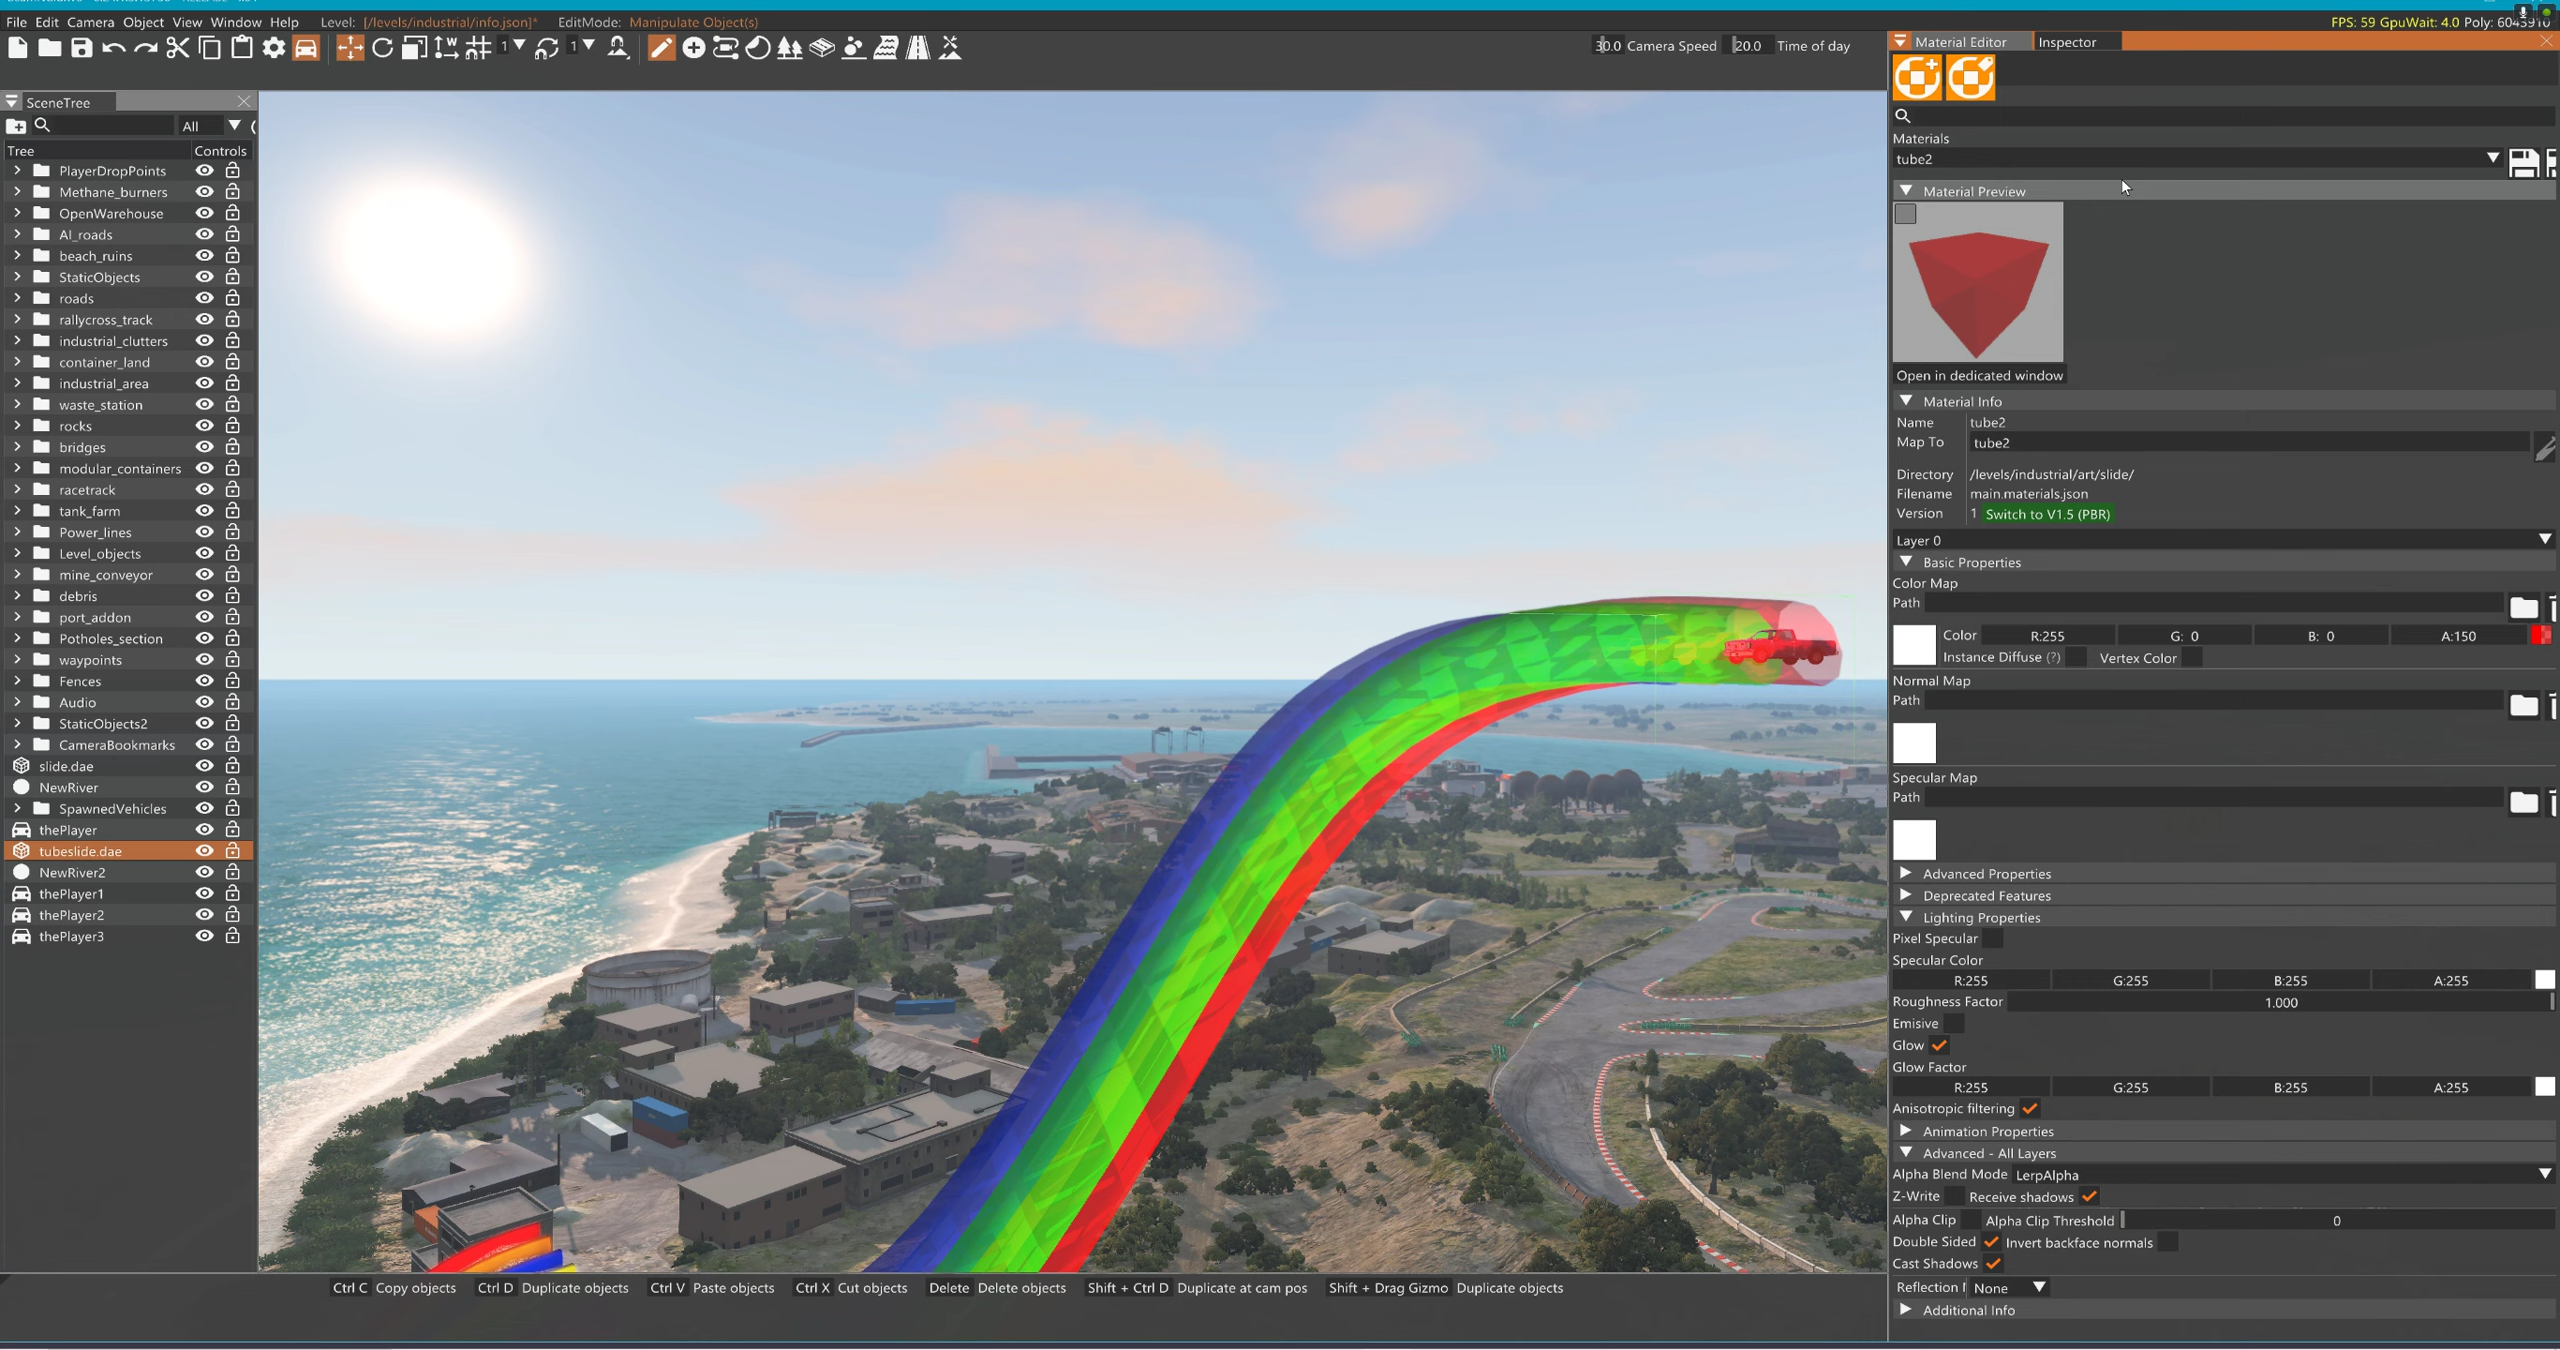 File Edit Camera Object View Window Help Level: [/levels/industrial/info.json]* EditMode: Manipulate Object(s)
FPS: 59 GpuWait: 4.0 Poly:
1 1 30.0 Camera Speed 20.0 Time of day
Material Editor Inspector
SceneTree
All
Tree Controls
PlayerDropPoints
Methane_burners
OpenWarehouse
AI_roads
beach_ruins
StaticObjects
roads
rallycross_track
industrial_clutters
container_land
industrial_area
waste_station
rocks
bridges
modular_containers
racetrack
tank_farm
Power_lines
Level_objects
mine_conveyor
debris
port_addon
Potholes_section
waypoints
Fences
Audio
StaticObjects2
CameraBookmarks
slide.dae
NewRiver
SpawnedVehicles
thePlayer
tubeslide.dae
NewRiver2
thePlayer1
thePlayer2
thePlayer3
Materials
tube2
Material Preview
Open in dedicated window
Material Info
Name tube2
Map To tube2
Directory /levels/industrial/art/slide/
Filename main.materials.json
Version 1 Switch to V1.5 (PBR)
Layer 0
Basic Properties
Color Map
Path
Color R:255 G: 0 B: 0 A:150
Instance Diffuse (?) Vertex Color
Normal Map
Path
Specular Map
Path
Advanced Properties
Deprecated Features
Lighting Properties
Pixel Specular
Specular Color
R:255 G:255 B:255 A:255
Roughness Factor 1.000
Emisive
Glow
Glow Factor
R:255 G:255 B:255 A:255
Anisotropic filtering
Animation Properties
Advanced - All Layers
Alpha Blend Mode LerpAlpha
Z-Write Receive shadows
Alpha Clip Alpha Clip Threshold 0
Double Sided Invert backface normals
Cast Shadows
Reflection None
Additional Info
Ctrl C Copy objects Ctrl D Duplicate objects Ctrl V Paste objects Ctrl X Cut objects Delete Delete objects Shift + Ctrl D Duplicate at cam pos Shift + Drag Gizmo Duplicate objects